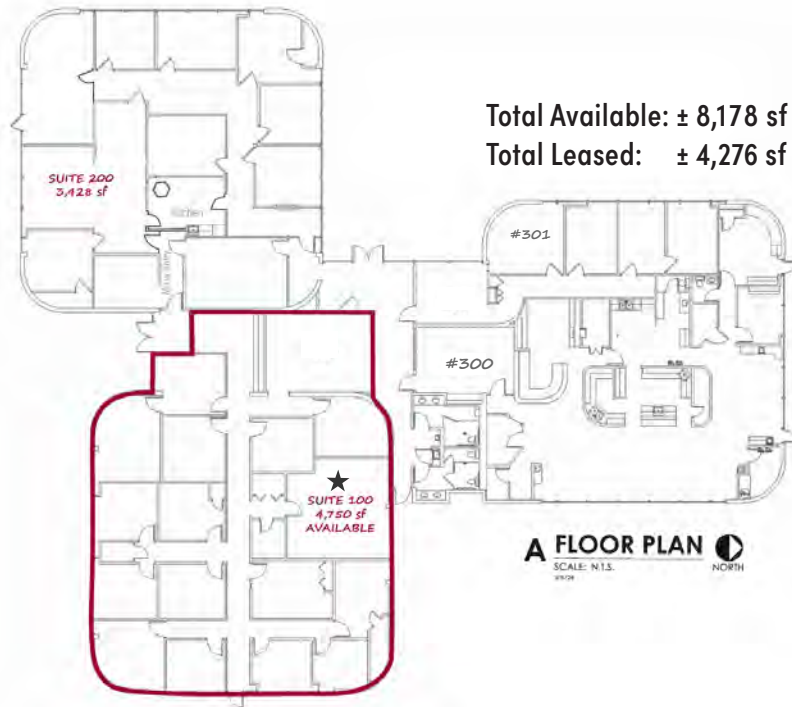 Total Available: ± 8,178 sf
Total Leased: ± 4,276 sf
SUITE 200
3,428 sf
Kitchen
#301
#300
SUITE 100
4,750 sf
AVAILABLE
A FLOOR PLAN
SCALE: N.T.S.
NORTH